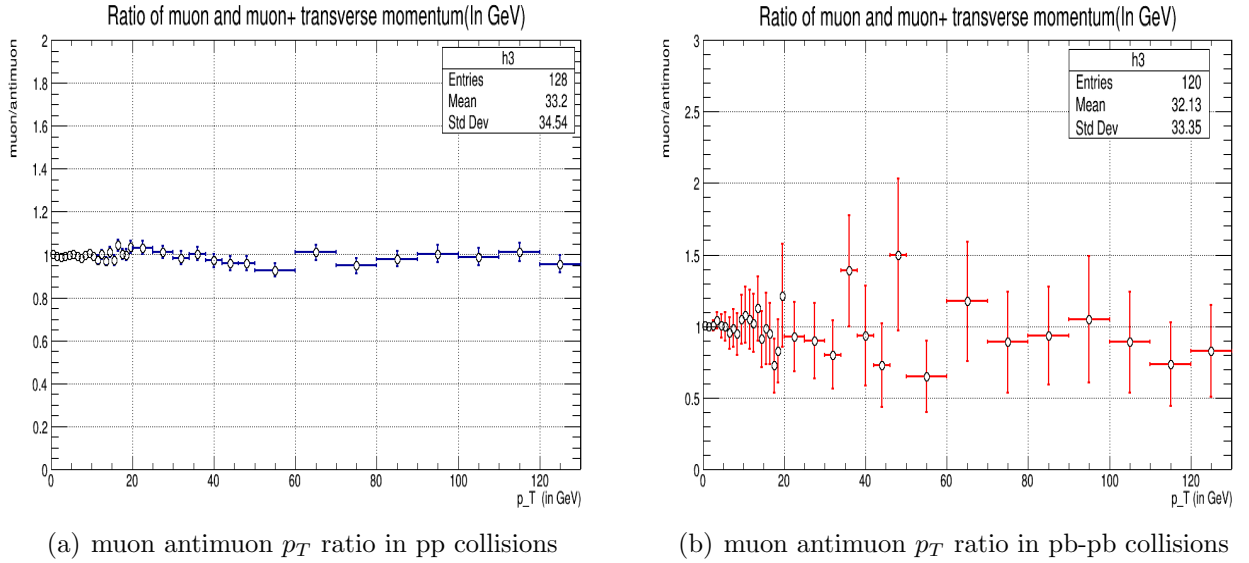 Ratio of muon and muon+ transverse momentum(In GeV)
muon/antimuon
2
1.8
1.6
1.4
1.2
1
0.8
0.6
0.4
0.2
0
h3
Entries 128
Mean 33.2
Std Dev 34.54
0 20 40 60 80 100 120
p_T (in GeV)
(a) muon antimuon p_T ratio in pp collisions
Ratio of muon and muon+ transverse momentum(In GeV)
muon/antimuon
3
2.5
2
1.5
1
0.5
0
h3
Entries 120
Mean 32.13
Std Dev 33.35
0 20 40 60 80 100 120
p_T (in GeV)
(b) muon antimuon p_T ratio in pb-pb collisions